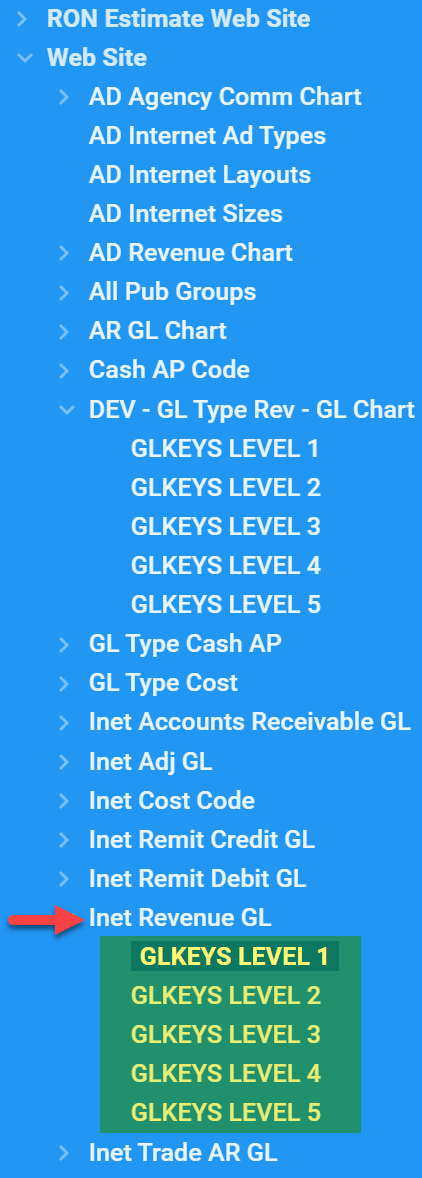 RON Estimate Web Site
Web Site
AD Agency Comm Chart
AD Internet Ad Types
AD Internet Layouts
AD Internet Sizes
AD Revenue Chart
All Pub Groups
AR GL Chart
Cash AP Code
DEV - GL Type Rev - GL Chart
GLKEYS LEVEL 1
GLKEYS LEVEL 2
GLKEYS LEVEL 3
GLKEYS LEVEL 4
GLKEYS LEVEL 5
GL Type Cash AP
GL Type Cost
Inet Accounts Receivable GL
Inet Adj GL
Inet Cost Code
Inet Remit Credit GL
Inet Remit Debit GL
Inet Revenue GL
GLKEYS LEVEL 1
GLKEYS LEVEL 2
GLKEYS LEVEL 3
GLKEYS LEVEL 4
GLKEYS LEVEL 5
Inet Trade AR GL